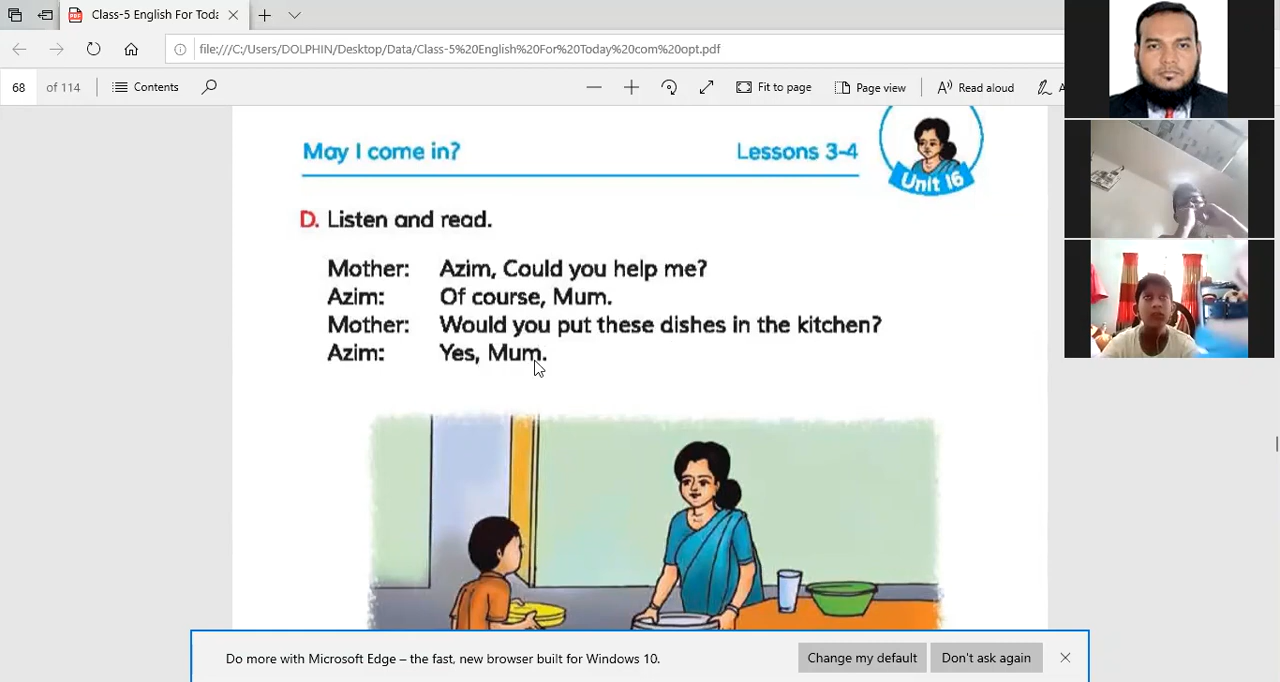 Class-5 English For Toda
file:///C:/Users/DOLPHIN/Desktop/Data/Class-5%20English%20For%20Today%20com%20opt.pdf
68 of 114 Contents Fit to page Page view Read aloud
May I come in? Lessons 3-4
Unit 16
D. Listen and read.
Mother: Azim, Could you help me?
Azim: Of course, Mum.
Mother: Would you put these dishes in the kitchen?
Azim: Yes, Mum.
Do more with Microsoft Edge – the fast, new browser built for Windows 10. Change my default Don't ask again